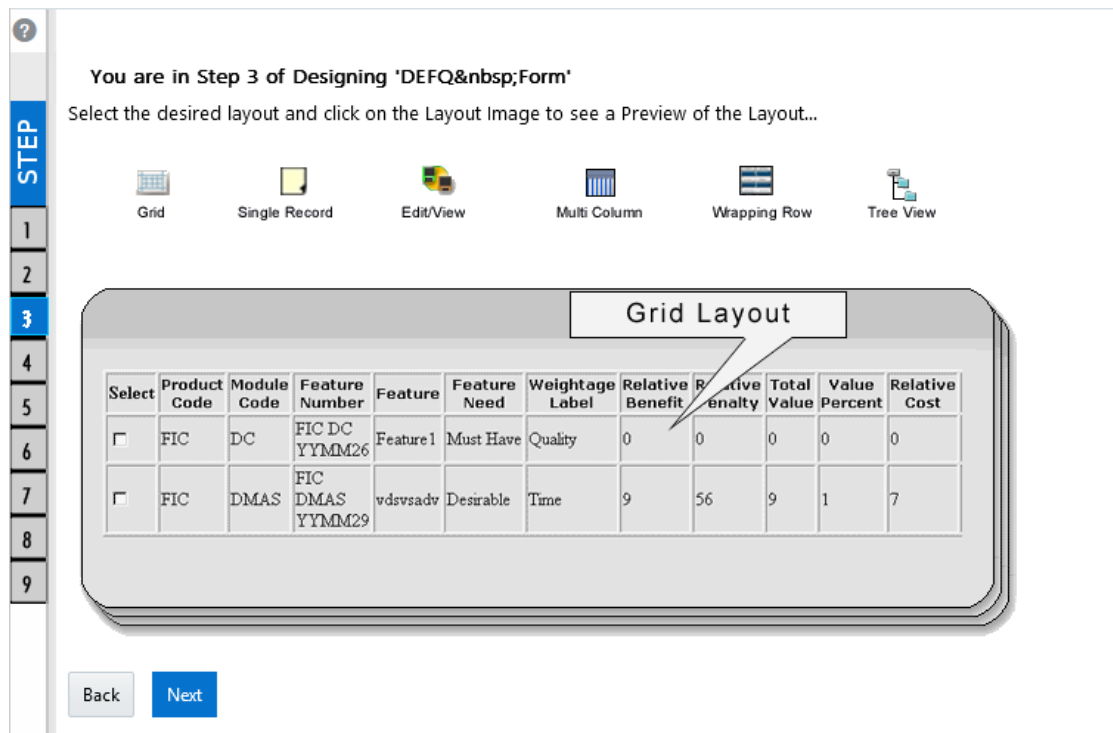 ?
You are in Step 3 of Designing 'DEFQ&nbsp;Form'
Select the desired layout and click on the Layout Image to see a Preview of the Layout...
STEP
Grid Single Record Edit/View Multi Column Wrapping Row Tree View
1
2
3
4
5
6
7
8
9
Grid Layout
Select Product Code Module Code Feature Number Feature Feature Need Weightage Label Relative Benefit Total Value Value Percent Relative Cost
FIC DC FIC DC YYMM26 Feature1 Must Have Quality 0 0 0 0 0
FIC DMAS FIC DMAS YYMM29 vdsvsadv Desirable Time 9 56 9 1 7
Back Next